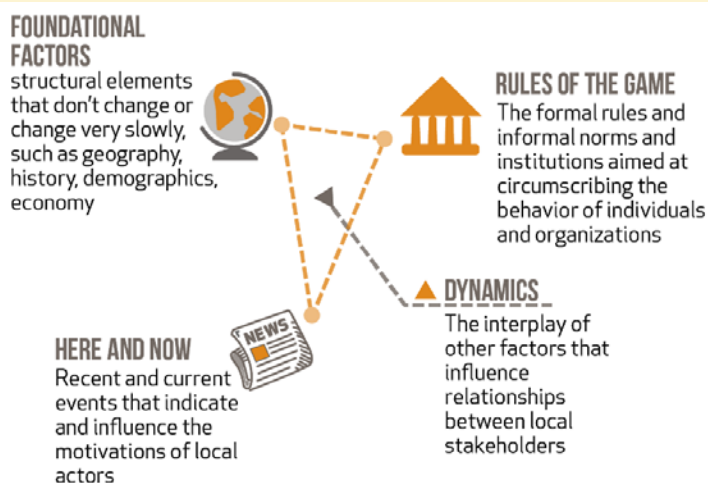 FOUNDATIONAL
FACTORS
structural elements
that don't change or
change very slowly,
such as geography,
history, demographics,
economy
RULES OF THE GAME
The formal rules and
informal norms and
institutions aimed at
circumscribing the
behavior of individuals
and organizations
DYNAMICS
The interplay of
other factors that
influence
relationships
between local
stakeholders
NEWS
HERE AND NOW
Recent and current
events that indicate
and influence the
motivations of local
actors